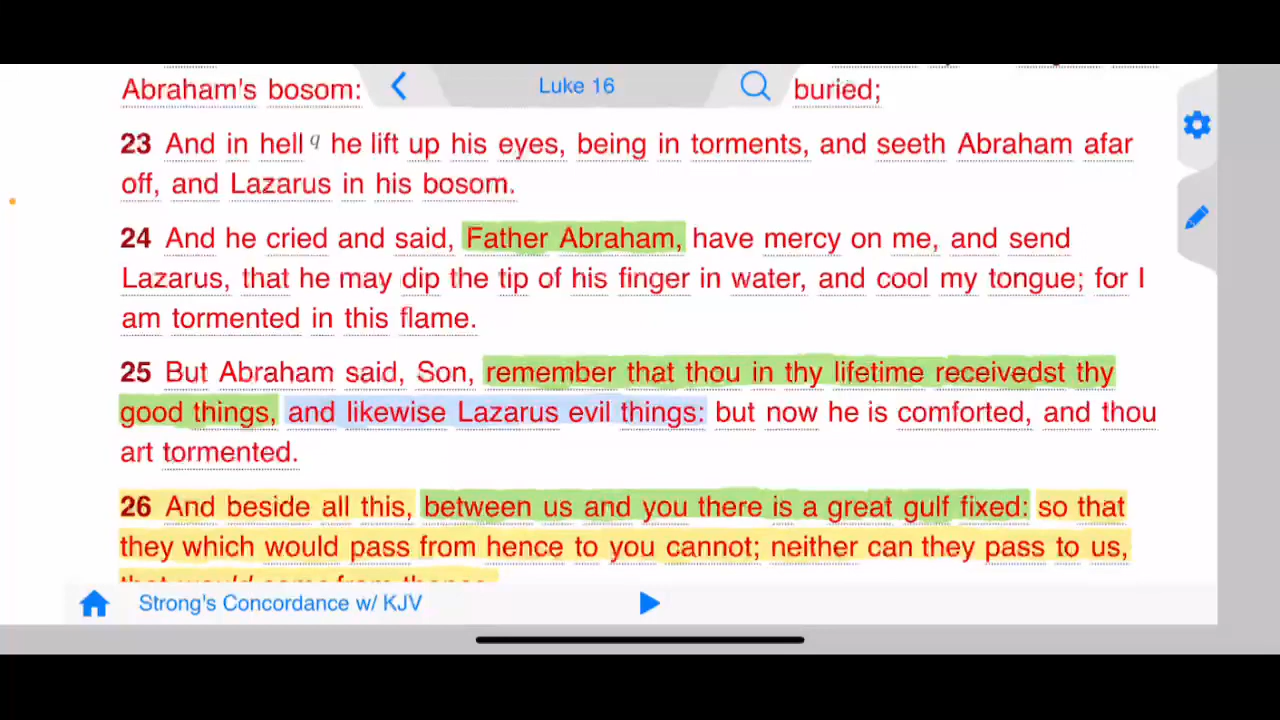 Luke 16
Abraham's bosom: buried;
23 And in hell q he lift up his eyes, being in torments, and seeth Abraham afar
off, and Lazarus in his bosom.
24 And he cried and said, Father Abraham, have mercy on me, and send
Lazarus, that he may dip the tip of his finger in water, and cool my tongue; for I
am tormented in this flame.
25 But Abraham said, Son, remember that thou in thy lifetime receivedst thy
good things, and likewise Lazarus evil things: but now he is comforted, and thou
art tormented.
26 And beside all this, between us and you there is a great gulf fixed: so that
they which would pass from hence to you cannot; neither can they pass to us,
that would come from thence.
Strong's Concordance w/ KJV